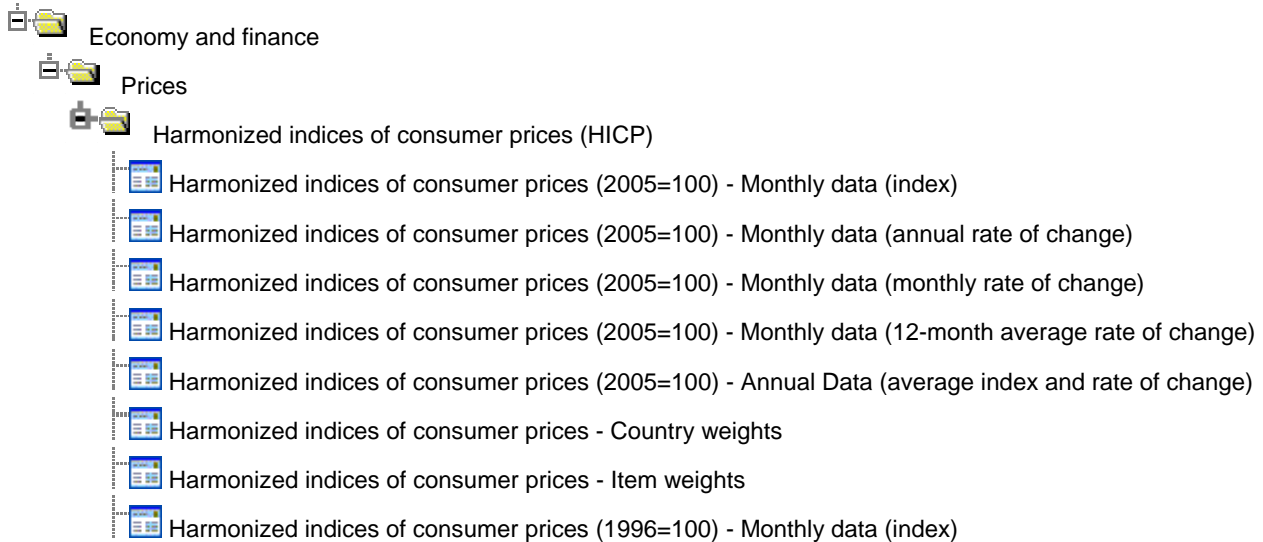 Economy and finance
Prices
Harmonized indices of consumer prices (HICP)
Harmonized indices of consumer prices (2005=100) - Monthly data (index)
Harmonized indices of consumer prices (2005=100) - Monthly data (annual rate of change)
Harmonized indices of consumer prices (2005=100) - Monthly data (monthly rate of change)
Harmonized indices of consumer prices (2005=100) - Monthly data (12-month average rate of change)
Harmonized indices of consumer prices (2005=100) - Annual Data (average index and rate of change)
Harmonized indices of consumer prices - Country weights
Harmonized indices of consumer prices - Item weights
Harmonized indices of consumer prices (1996=100) - Monthly data (index)